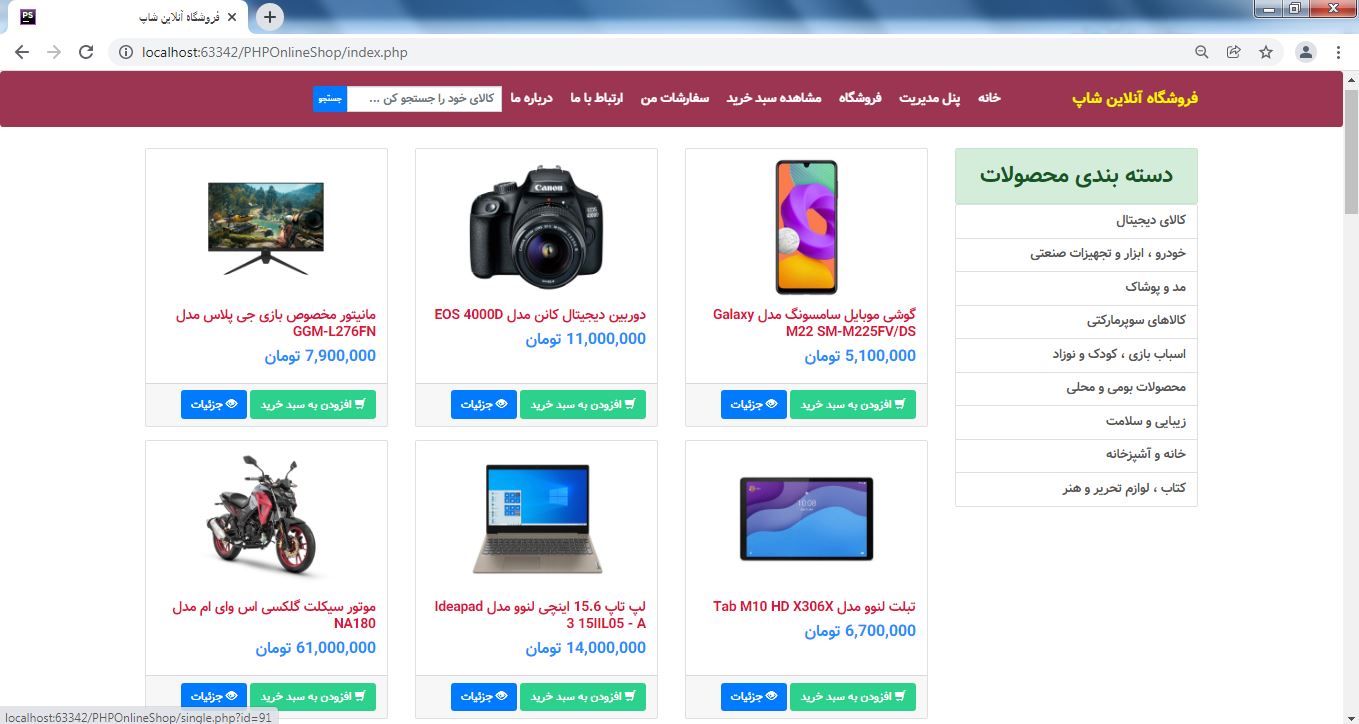 فروشگاه آنلاین شاپ
localhost:63342/PHPOnlineShop/index.php
فروشگاه آنلاین شاپ
خانه
پنل مدیریت
فروشگاه
مشاهده سبد خرید
سفارشات من
ارتباط با ما
درباره ما
کالای خود را جستجو کن ...
جستجو
دسته بندی محصولات
کالای دیجیتال
خودرو ، ابزار و تجهیزات صنعتی
مد و پوشاک
کالاهای سوپرمارکتی
اسباب بازی ، کودک و نوزاد
محصولات بومی و محلی
زیبایی و سلامت
خانه و آشپزخانه
کتاب ، لوازم تحریر و هنر
گوشی موبایل سامسونگ مدل Galaxy
M22 SM-M225FV/DS
5,100,000 تومان
افزودن به سبد خرید
جزئیات
Canon
EOS
4000D
دوربین دیجیتال کانن مدل EOS 4000D
11,000,000 تومان
افزودن به سبد خرید
جزئیات
مانیتور مخصوص بازی جی پلاس مدل
GGM-L276FN
7,900,000 تومان
افزودن به سبد خرید
جزئیات
10:08
تبلت لنوو مدل Tab M10 HD X306X
6,700,000 تومان
افزودن به سبد خرید
جزئیات
لپ تاپ 15.6 اینچی لنوو مدل Ideapad
3 15IIL05 - A
14,000,000 تومان
افزودن به سبد خرید
جزئیات
موتور سیکلت گلکسی اس وای ام مدل
NA180
61,000,000 تومان
افزودن به سبد خرید
جزئیات
localhost:63342/PHPOnlineShop/single.php?id=91